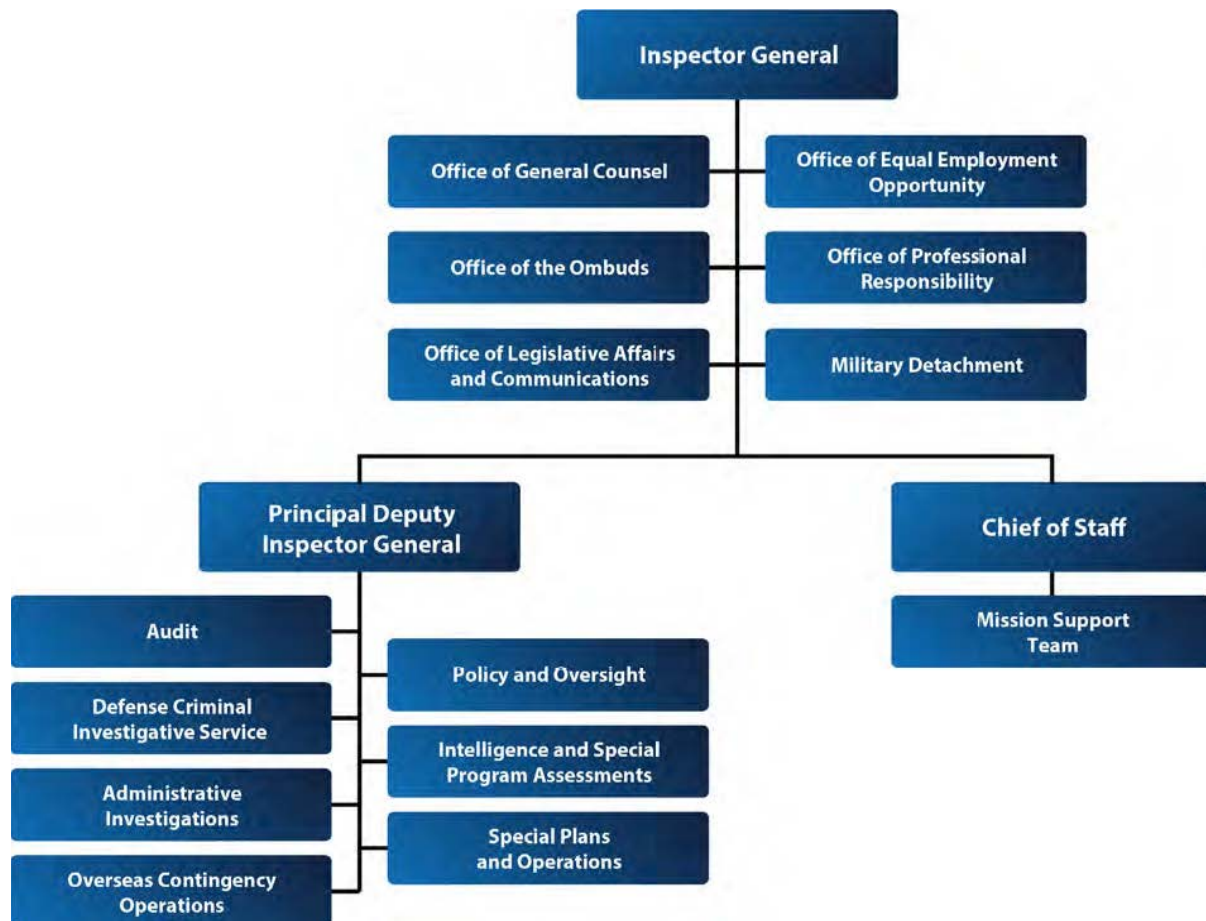 Inspector General
Office of General Counsel
Office of Equal Employment
Opportunity
Office of the Ombuds
Office of Professional
Responsibility
Office of Legislative Affairs
and Communications
Military Detachment
Principal Deputy
Inspector General
Chief of Staff
Audit
Defense Criminal
Investigative Service
Administrative
Investigations
Overseas Contingency
Operations
Policy and Oversight
Intelligence and Special
Program Assessments
Special Plans
and Operations
Mission Support
Team